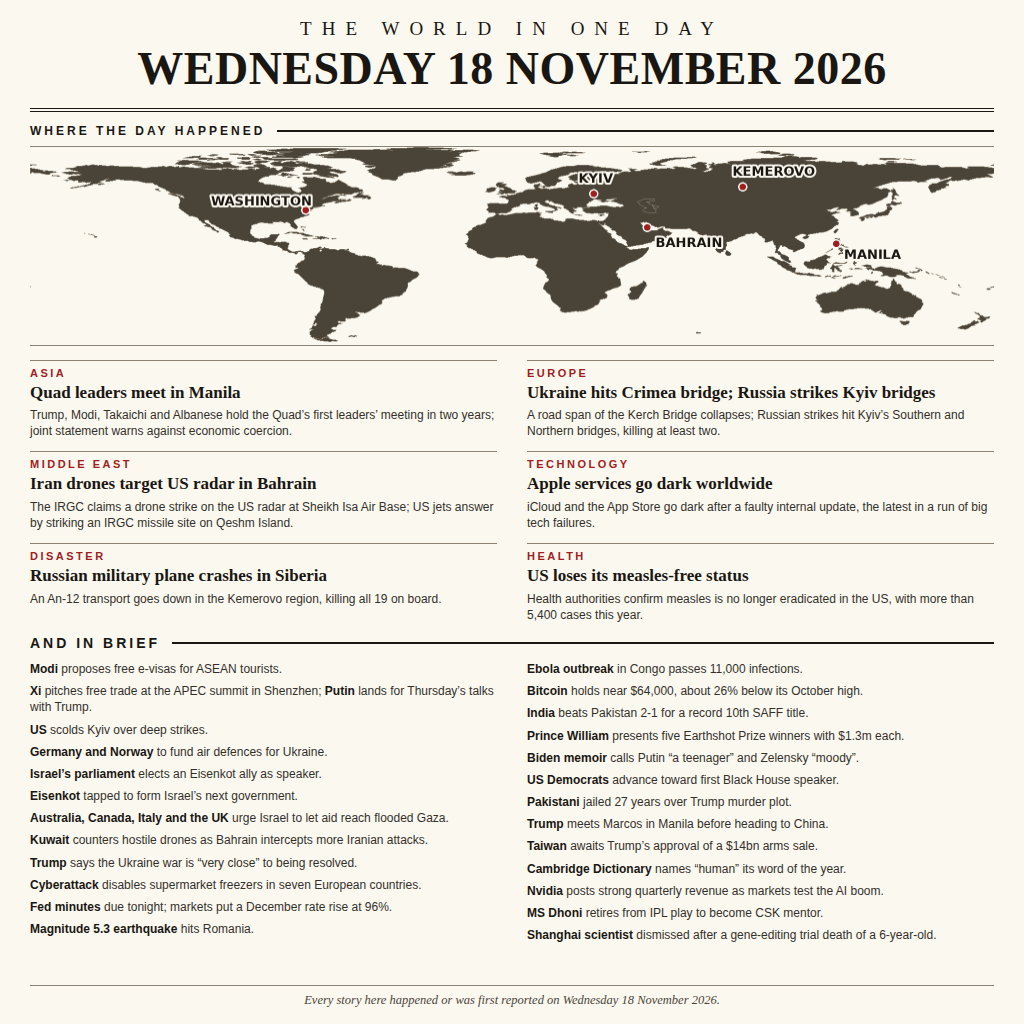 THE WORLD IN ONE DAY
WEDNESDAY 18 NOVEMBER 2026
WHERE THE DAY HAPPENED
WASHINGTON
KYIV
KEMEROVO
BAHRAIN
MANILA
ASIA
Quad leaders meet in Manila
Trump, Modi, Takaichi and Albanese hold the Quad’s first leaders’ meeting in two years;
joint statement warns against economic coercion.
EUROPE
Ukraine hits Crimea bridge; Russia strikes Kyiv bridges
A road span of the Kerch Bridge collapses; Russian strikes hit Kyiv’s Southern and
Northern bridges, killing at least two.
MIDDLE EAST
Iran drones target US radar in Bahrain
The IRGC claims a drone strike on the US radar at Sheikh Isa Air Base; US jets answer
by striking an IRGC missile site on Qeshm Island.
TECHNOLOGY
Apple services go dark worldwide
iCloud and the App Store go dark after a faulty internal update, the latest in a run of big
tech failures.
DISASTER
Russian military plane crashes in Siberia
An An-12 transport goes down in the Kemerovo region, killing all 19 on board.
HEALTH
US loses its measles-free status
Health authorities confirm measles is no longer eradicated in the US, with more than
5,400 cases this year.
AND IN BRIEF
Modi proposes free e-visas for ASEAN tourists.
Xi pitches free trade at the APEC summit in Shenzhen; Putin lands for Thursday’s talks
with Trump.
US scolds Kyiv over deep strikes.
Germany and Norway to fund air defences for Ukraine.
Israel’s parliament elects an Eisenkot ally as speaker.
Eisenkot tapped to form Israel’s next government.
Australia, Canada, Italy and the UK urge Israel to let aid reach flooded Gaza.
Kuwait counters hostile drones as Bahrain intercepts more Iranian attacks.
Trump says the Ukraine war is “very close” to being resolved.
Cyberattack disables supermarket freezers in seven European countries.
Fed minutes due tonight; markets put a December rate rise at 96%.
Magnitude 5.3 earthquake hits Romania.
Ebola outbreak in Congo passes 11,000 infections.
Bitcoin holds near $64,000, about 26% below its October high.
India beats Pakistan 2-1 for a record 10th SAFF title.
Prince William presents five Earthshot Prize winners with $1.3m each.
Biden memoir calls Putin “a teenager” and Zelensky “moody”.
US Democrats advance toward first Black House speaker.
Pakistani jailed 27 years over Trump murder plot.
Trump meets Marcos in Manila before heading to China.
Taiwan awaits Trump’s approval of a $14bn arms sale.
Cambridge Dictionary names “human” its word of the year.
Nvidia posts strong quarterly revenue as markets test the AI boom.
MS Dhoni retires from IPL play to become CSK mentor.
Shanghai scientist dismissed after a gene-editing trial death of a 6-year-old.
Every story here happened or was first reported on Wednesday 18 November 2026.